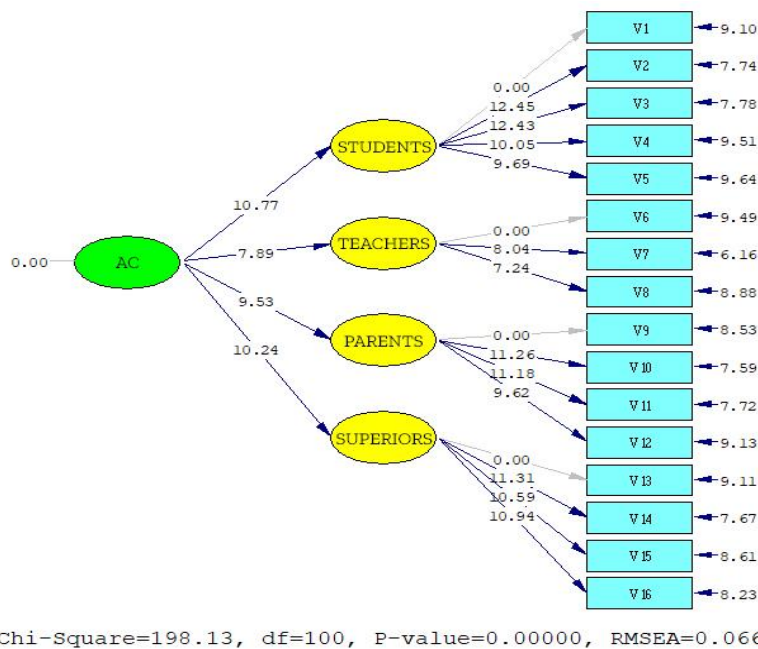 V1
9.10
V2
7.74
0.00
12.45
V3
7.78
12.43
STUDENTS
10.05
V4
9.51
9.69
V5
9.64
10.77
V6
9.49
0.00
TEACHERS
8.04
V7
6.16
0.00
AC
7.89
7.24
V8
8.88
9.53
V9
8.53
0.00
PARENTS
11.26
V10
7.59
10.24
11.18
9.62
V11
7.72
SUPERIORS
V12
9.13
0.00
11.31
V13
9.11
10.59
10.94
V14
7.67
V15
8.61
V16
8.23
Chi-Square=198.13, df=100, P-value=0.00000, RMSEA=0.066